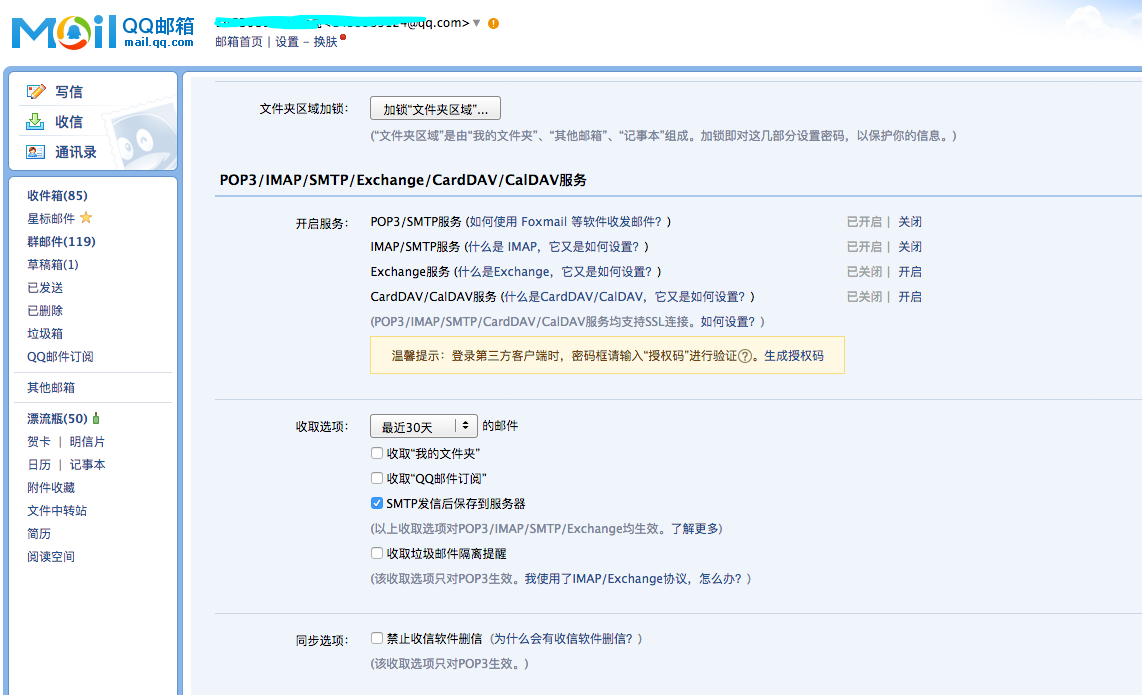 Mail QQ邮箱
mail.qq.com
@qq.com>
邮箱首页 | 设置 – 换肤
写信
收信
通讯录
收件箱(85)
星标邮件
群邮件(119)
草稿箱(1)
已发送
已删除
垃圾箱
QQ邮件订阅
其他邮箱
漂流瓶(50)
贺卡 | 明信片
日历 | 记事本
附件收藏
文件中转站
简历
阅读空间
文件夹区域加锁: 加锁“文件夹区域”...
(“文件夹区域”是由“我的文件夹”、“其他邮箱”、“记事本”组成。加锁即对这几部分设置密码，以保护你的信息。)
POP3/IMAP/SMTP/Exchange/CardDAV/CalDAV服务
开启服务: POP3/SMTP服务 (如何使用 Foxmail 等软件收发邮件？) 已开启 | 关闭
IMAP/SMTP服务 (什么是 IMAP，它又是如何设置？) 已开启 | 关闭
Exchange服务 (什么是Exchange，它又是如何设置？) 已关闭 | 开启
CardDAV/CalDAV服务 (什么是CardDAV/CalDAV，它又是如何设置？) 已关闭 | 开启
(POP3/IMAP/SMTP/CardDAV/CalDAV服务均支持SSL连接。如何设置？)
温馨提示：登录第三方客户端时，密码框请输入“授权码”进行验证?。生成授权码
收取选项: 最近30天 的邮件
收取“我的文件夹”
收取“QQ邮件订阅”
SMTP发信后保存到服务器
(以上收取选项对POP3/IMAP/SMTP/Exchange均生效。了解更多)
收取垃圾邮件隔离提醒
(该收取选项只对POP3生效。我使用了IMAP/Exchange协议，怎么办？)
同步选项: 禁止收信软件删信 (为什么会有收信软件删信？)
(该收取选项只对POP3生效。)